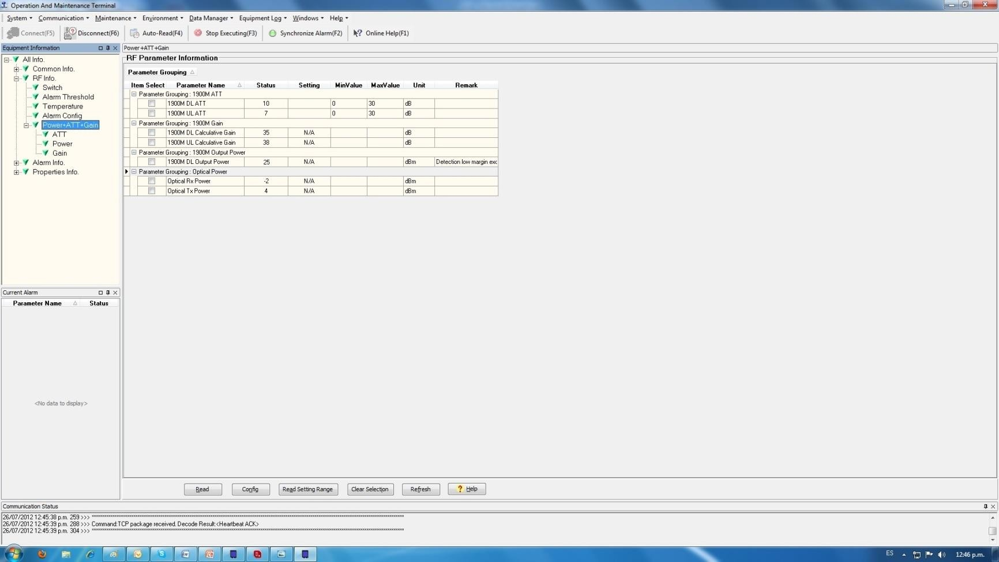 Operation And Maintenance Terminal
System Communication Maintenance Environment Data Manager Equipment Log Windows Help
Connect(F5) Disconnect(F6) Auto-Read(F4) Stop Executing(F3) Synchronize Alarm(F2) Online Help(F1)
Equipment Information
All Info.
Common Info.
RF Info.
Switch
Alarm Threshold
Temperature
Alarm Config
Power+ATT+Gain
ATT
Power
Gain
Alarm Info.
Properties Info.
Power+ATT+Gain
RF Parameter Information
Parameter Grouping
Item Select Parameter Name Status Setting MinValue MaxValue Unit Remark
Parameter Grouping : 1900M ATT
1900M DL ATT 10 0 30 dB
1900M UL ATT 7 0 30 dB
Parameter Grouping : 1900M Gain
1900M DL Calculative Gain 35 N/A dB
1900M UL Calculative Gain 38 N/A dB
Parameter Grouping : 1900M Output Power
1900M DL Output Power 25 N/A dBm Detection low margin exc
Parameter Grouping : Optical Power
Optical Rx Power -2 N/A dBm
Optical Tx Power 4 N/A dBm
Current Alarm
Parameter Name Status
<No data to display>
Read Config Read Setting Range Clear Selection Refresh ? Help
Communication Status
26/07/2012 12:45:38 p.m. 259 >>>
26/07/2012 12:45:39 p.m. 288 >>> Command:TCP package received. Decode Result:<Heartbeat ACK>
26/07/2012 12:45:39 p.m. 304 >>>
ES 12:46 p.m.